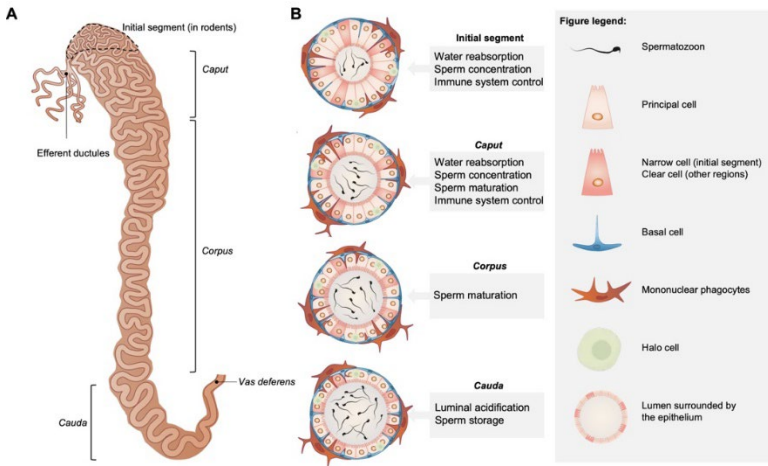 A
Initial segment (in rodents)
Caput
Efferent ductules
Corpus
Vas deferens
Cauda
B
Initial segment
Water reabsorption
Sperm concentration
Immune system control
Caput
Water reabsorption
Sperm concentration
Sperm maturation
Immune system control
Corpus
Sperm maturation
Cauda
Luminal acidification
Sperm storage
Figure legend:
Spermatozoon
Principal cell
Narrow cell (initial segment)
Clear cell (other regions)
Basal cell
Mononuclear phagocytes
Halo cell
Lumen surrounded by
the epithelium